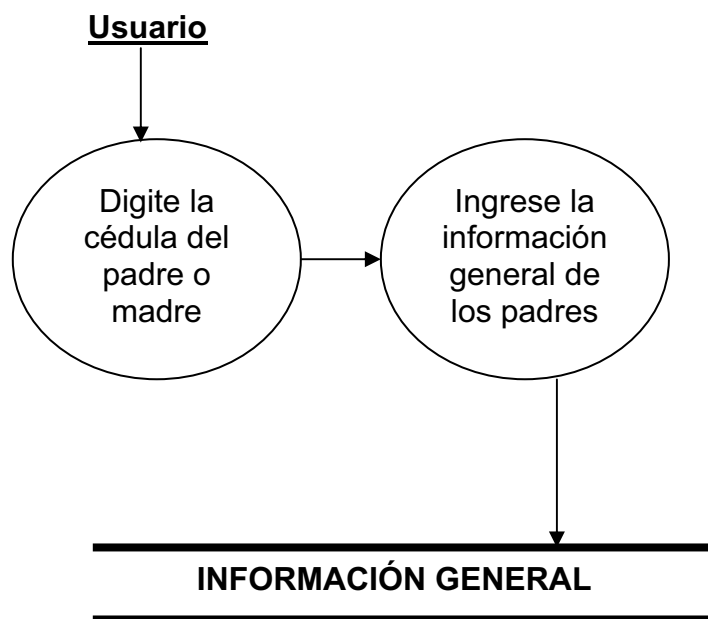 Usuario
Digite la
cédula del
padre o
madre
Ingrese la
información
general de
los padres
INFORMACIÓN GENERAL